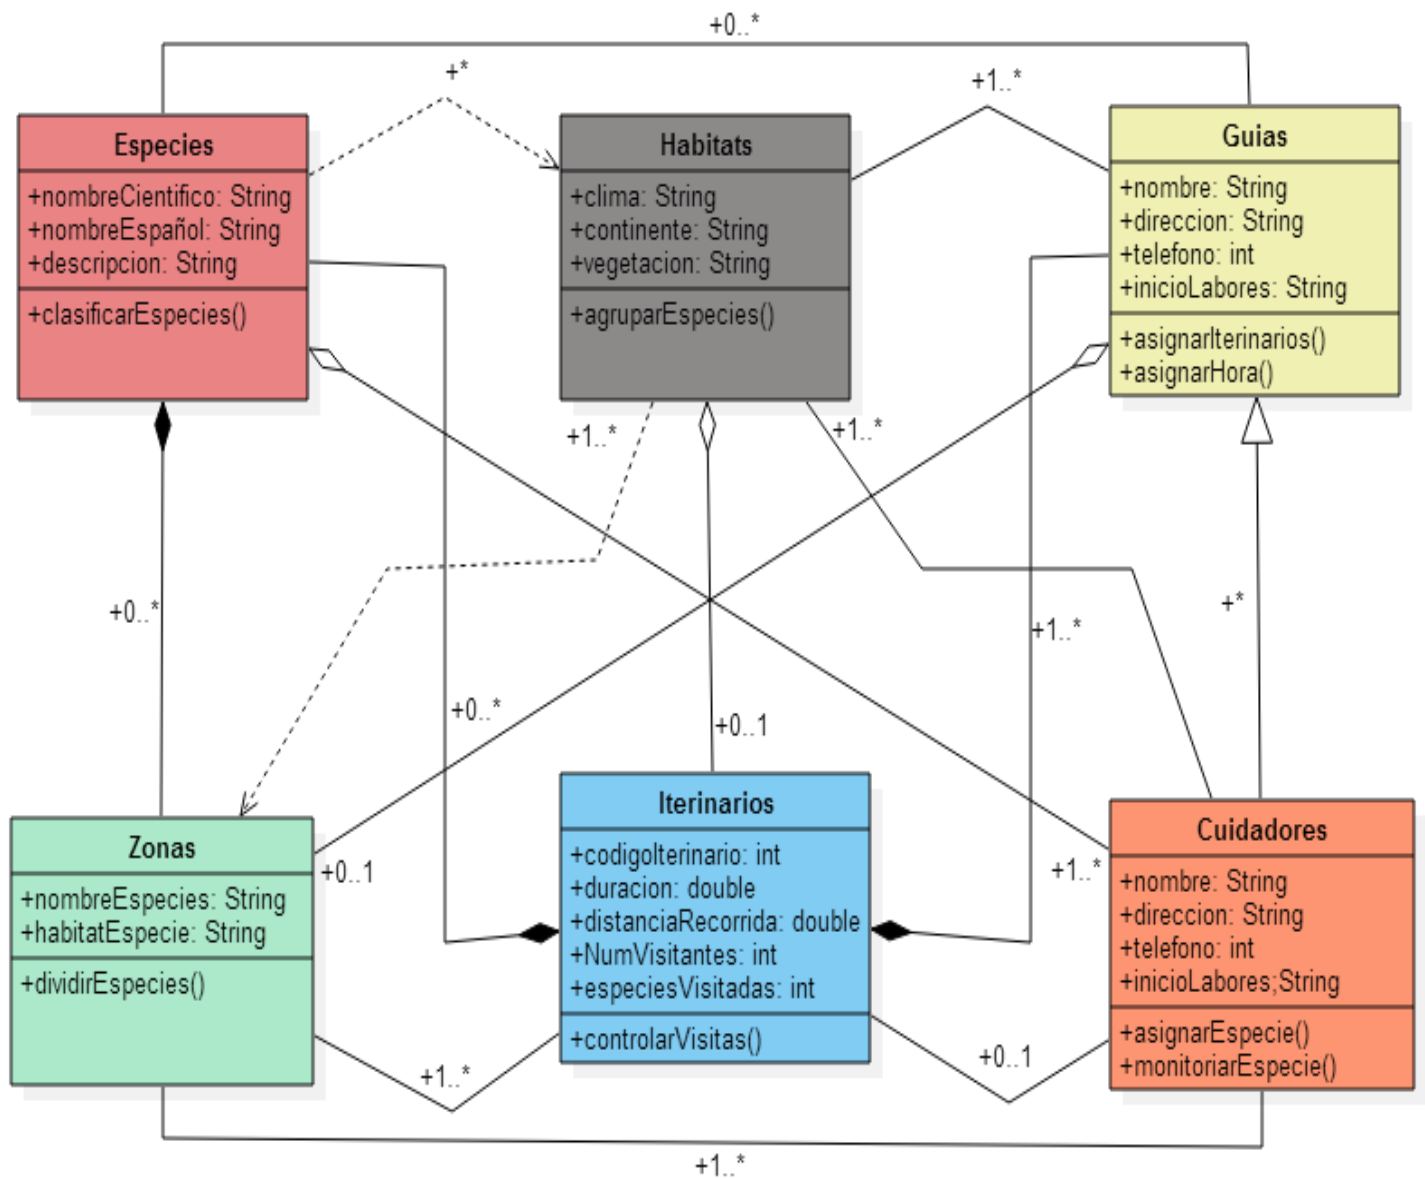 +0..*
+*
+1..*
Especies
+nombreCientifico: String
+nombreEspañol: String
+descripcion: String
+clasificarEspecies()
Habitats
+clima: String
+continente: String
+vegetacion: String
+agruparEspecies()
Guias
+nombre: String
+direccion: String
+telefono: int
+inicioLabores: String
+asignarIterinarios()
+asignarHora()
+1..*
+1..*
+0..*
+*
+1..*
+0..*
+0..1
+0..1
+1..*
Zonas
+nombreEspecies: String
+habitatEspecie: String
+dividirEspecies()
Iterinarios
+codigoIterinario: int
+duracion: double
+distanciaRecorrida: double
+NumVisitantes: int
+especiesVisitadas: int
+controlarVisitas()
Cuidadores
+nombre: String
+direccion: String
+telefono: int
+inicioLabores;String
+asignarEspecie()
+monitoriarEspecie()
+1..*
+0..1
+1..*